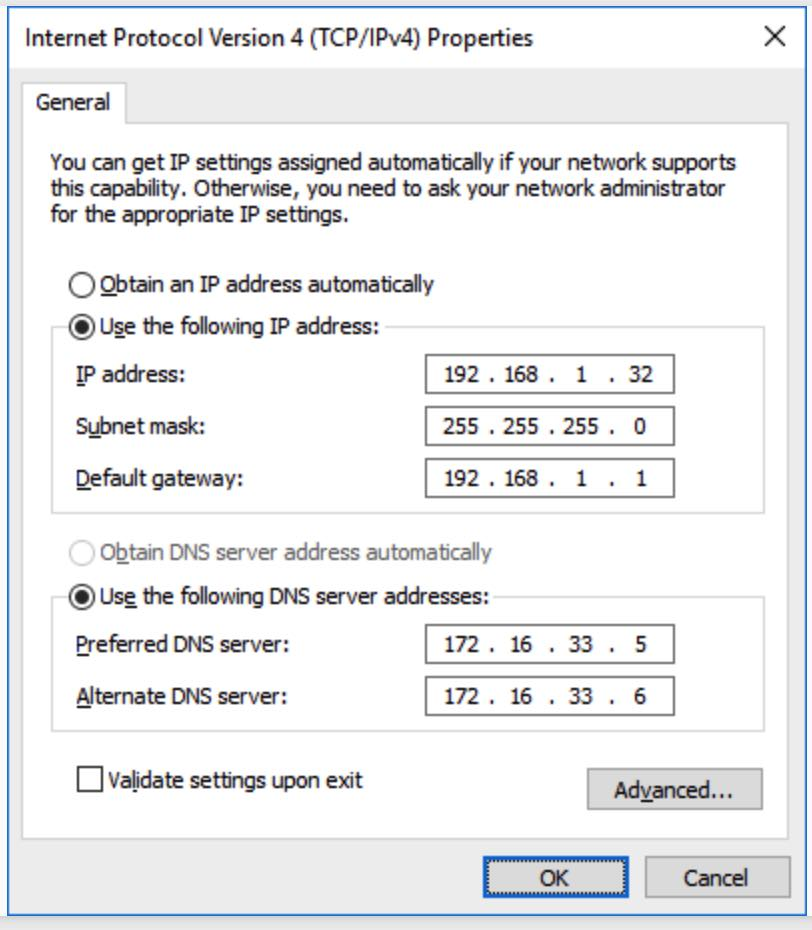 Internet Protocol Version 4 (TCP/IPv4) Properties
General
You can get IP settings assigned automatically if your network supports
this capability. Otherwise, you need to ask your network administrator
for the appropriate IP settings.
Obtain an IP address automatically
Use the following IP address:
IP address: 192 . 168 . 1 . 32
Subnet mask: 255 . 255 . 255 . 0
Default gateway: 192 . 168 . 1 . 1
Obtain DNS server address automatically
Use the following DNS server addresses:
Preferred DNS server: 172 . 16 . 33 . 5
Alternate DNS server: 172 . 16 . 33 . 6
Validate settings upon exit
Advanced...
OK Cancel